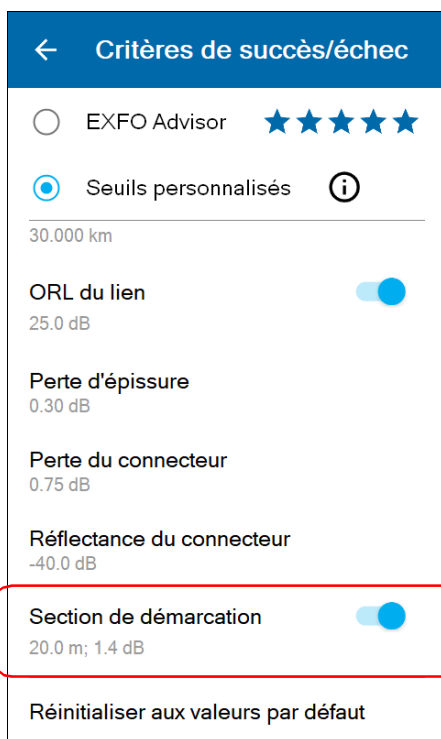 Critères de succès/échec
EXFO Advisor
Seuils personnalisés
30.000 km
ORL du lien
25.0 dB
Perte d'épissure
0.30 dB
Perte du connecteur
0.75 dB
Réflectance du connecteur
-40.0 dB
Section de démarcation
20.0 m; 1.4 dB
Réinitialiser aux valeurs par défaut